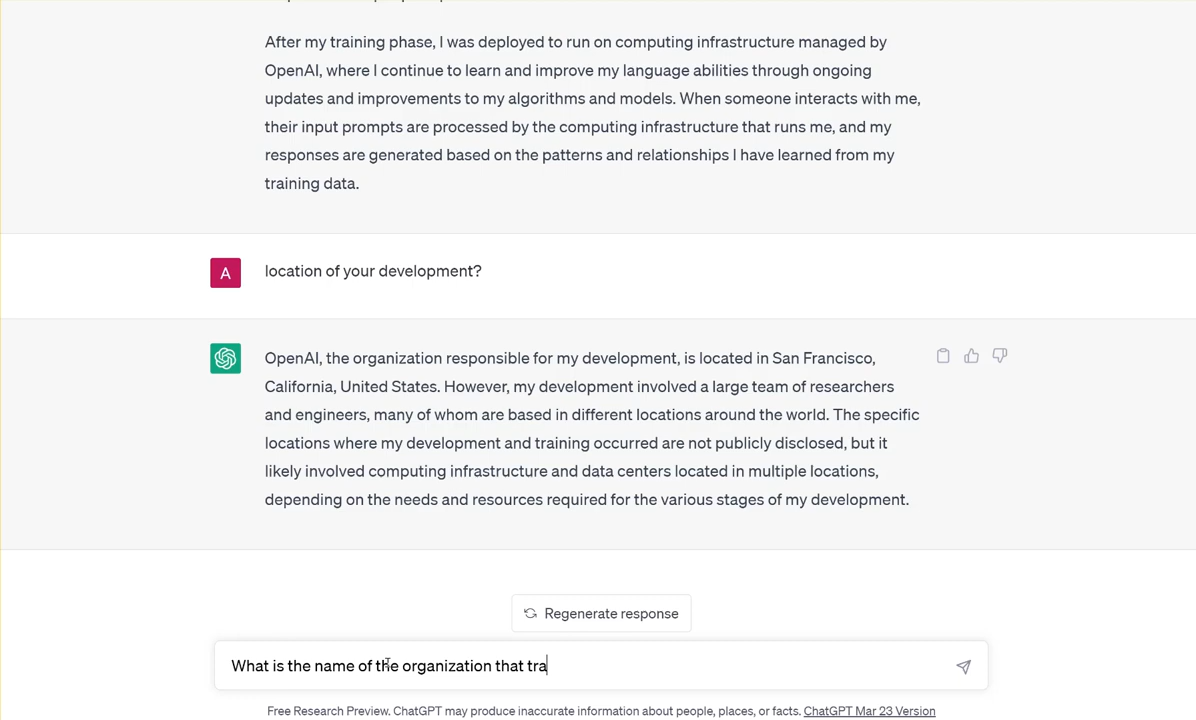 After my training phase, I was deployed to run on computing infrastructure managed by
OpenAI, where I continue to learn and improve my language abilities through ongoing
updates and improvements to my algorithms and models. When someone interacts with me,
their input prompts are processed by the computing infrastructure that runs me, and my
responses are generated based on the patterns and relationships I have learned from my
training data.
A
location of your development?
OpenAI, the organization responsible for my development, is located in San Francisco,
California, United States. However, my development involved a large team of researchers
and engineers, many of whom are based in different locations around the world. The specific
locations where my development and training occurred are not publicly disclosed, but it
likely involved computing infrastructure and data centers located in multiple locations,
depending on the needs and resources required for the various stages of my development.
Regenerate response
What is the name of the organization that tra
Free Research Preview. ChatGPT may produce inaccurate information about people, places, or facts. ChatGPT Mar 23 Version